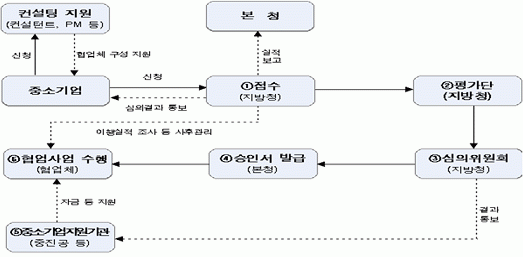 컨설팅 지원
(컨설턴트, PM 등)
본 청
신청
협업체 구성 지원
실적
보고
중소기업
신청
심의결과 통보
①접수
(지방청)
②평가단
(지방청)
이행실적 조사 등 사후관리
⑥협업사업 수행
(협업체)
④승인서 발급
(본청)
③심의위원회
(지방청)
자금 등 지원
결과
통보
⑤중소기업지원기관
(중진공 등)